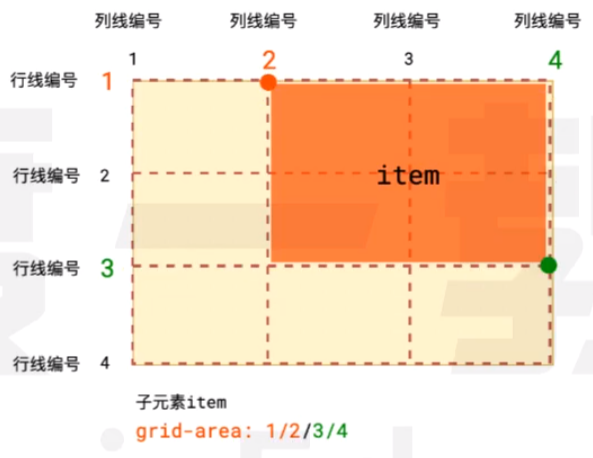 列线编号 列线编号 列线编号 列线编号
1 2 3 4
行线编号 1
行线编号 2
item
行线编号 3
行线编号 4
子元素item
grid-area: 1/2/3/4